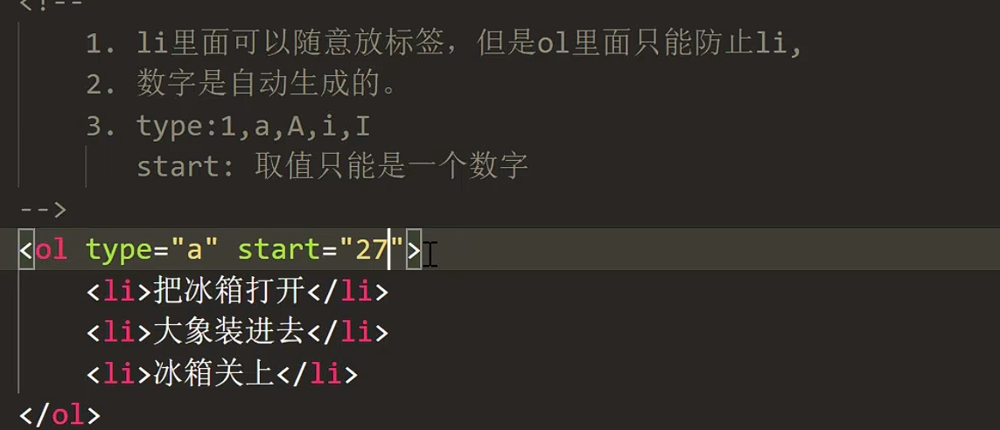 <!--
1. li里面可以随意放标签，但是ol里面只能防止li,
2. 数字是自动生成的。
3. type:1,a,A,i,I
start: 取值只能是一个数字
-->
<ol type="a" start="27">
<li>把冰箱打开</li>
<li>大象装进去</li>
<li>冰箱关上</li>
</ol>